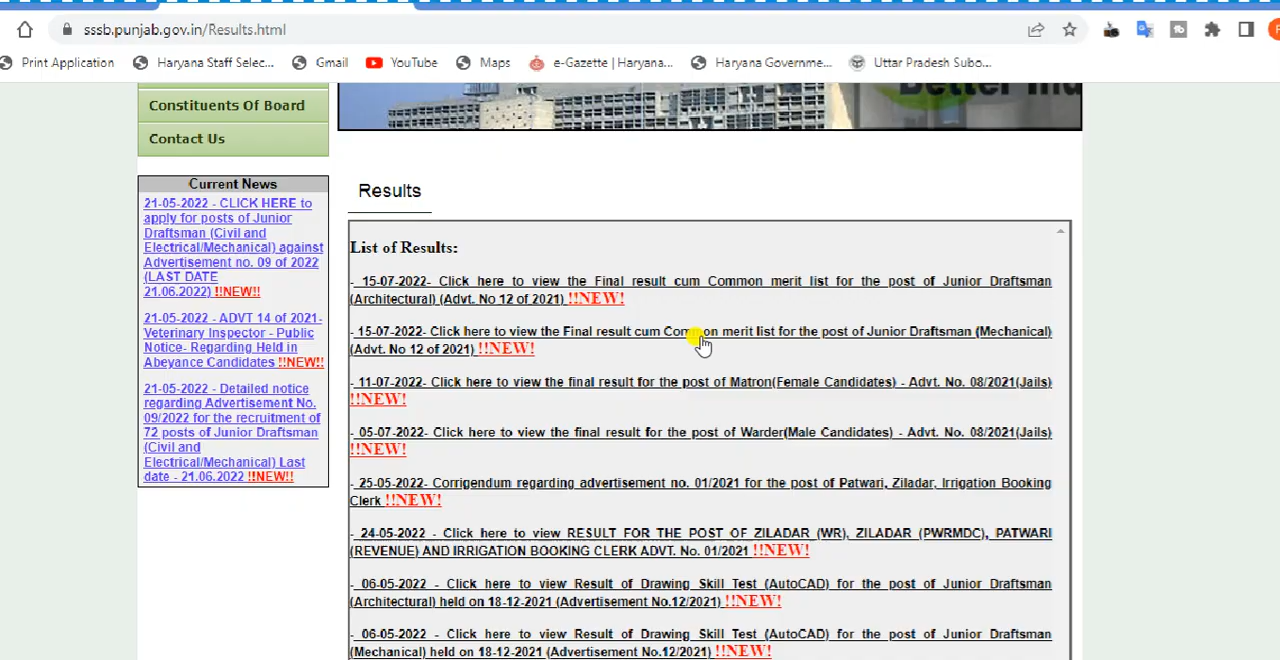 sssb.punjab.gov.in/Results.html
Print Application
Haryana Staff Selec...
Gmail
YouTube
Maps
e-Gazette | Haryana...
Haryana Governme...
Uttar Pradesh Subo...
Constituents Of Board
Contact Us
Current News
21-05-2022 - CLICK HERE to
apply for posts of Junior
Draftsman (Civil and
Electrical/Mechanical) against
Advertisement no. 09 of 2022
(LAST DATE
21.06.2022) !!NEW!!
21-05-2022 - ADVT 14 of 2021-
Veterinary Inspector - Public
Notice- Regarding Held in
Abeyance Candidates !!NEW!!
21-05-2022 - Detailed notice
regarding Advertisement No.
09/2022 for the recruitment of
72 posts of Junior Draftsman
(Civil and
Electrical/Mechanical) Last
date - 21.06.2022 !!NEW!!
Better
Results
List of Results:
- 15-07-2022- Click here to view the Final result cum Common merit list for the post of Junior Draftsman
(Architectural) (Advt. No 12 of 2021) !!NEW!
- 15-07-2022- Click here to view the Final result cum Common merit list for the post of Junior Draftsman (Mechanical)
(Advt. No 12 of 2021) !!NEW!
- 11-07-2022- Click here to view the final result for the post of Matron(Female Candidates) - Advt. No. 08/2021(Jails)
!!NEW!
- 05-07-2022- Click here to view the final result for the post of Warder(Male Candidates) - Advt. No. 08/2021(Jails)
!!NEW!
- 25-05-2022- Corrigendum regarding advertisement no. 01/2021 for the post of Patwari, Ziladar, Irrigation Booking
Clerk !!NEW!
- 24-05-2022 - Click here to view RESULT FOR THE POST OF ZILADAR (WR), ZILADAR (PWRMDC), PATWARI
(REVENUE) AND IRRIGATION BOOKING CLERK ADVT. No. 01/2021 !!NEW!
- 06-05-2022 - Click here to view Result of Drawing Skill Test (AutoCAD) for the post of Junior Draftsman
(Architectural) held on 18-12-2021 (Advertisement No.12/2021) !!NEW!
- 06-05-2022 - Click here to view Result of Drawing Skill Test (AutoCAD) for the post of Junior Draftsman
(Mechanical) held on 18-12-2021 (Advertisement No.12/2021) !!NEW!